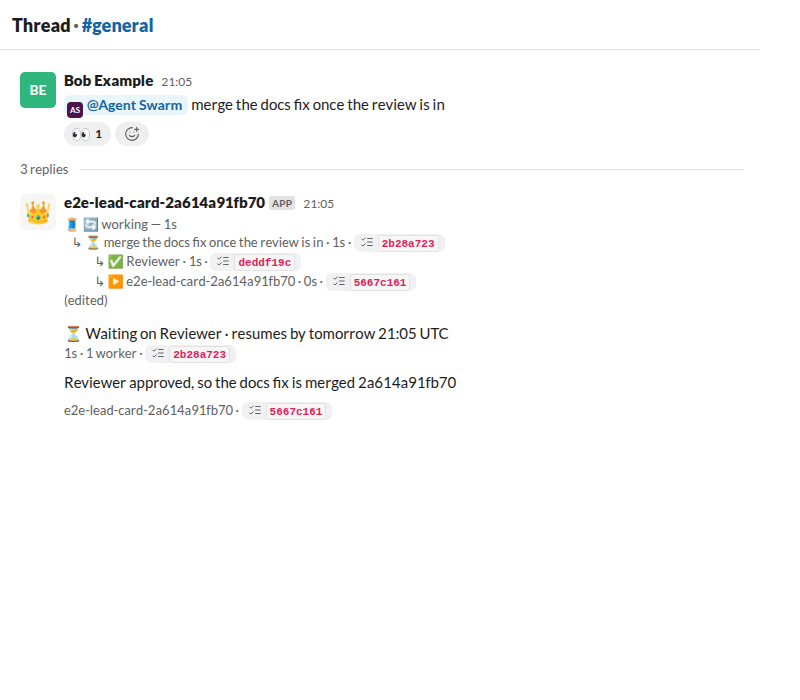 Thread · #general
BE
Bob Example 21:05
AS @Agent Swarm merge the docs fix once the review is in
1
3 replies
e2e-lead-card-2a614a91fb70 APP 21:05
working — 1s
↳ merge the docs fix once the review is in · 1s · 2b28a723
↳ Reviewer · 1s · deddf19c
↳ e2e-lead-card-2a614a91fb70 · 0s · 5667c161
(edited)
Waiting on Reviewer · resumes by tomorrow 21:05 UTC
1s · 1 worker · 2b28a723
Reviewer approved, so the docs fix is merged 2a614a91fb70
e2e-lead-card-2a614a91fb70 · 5667c161